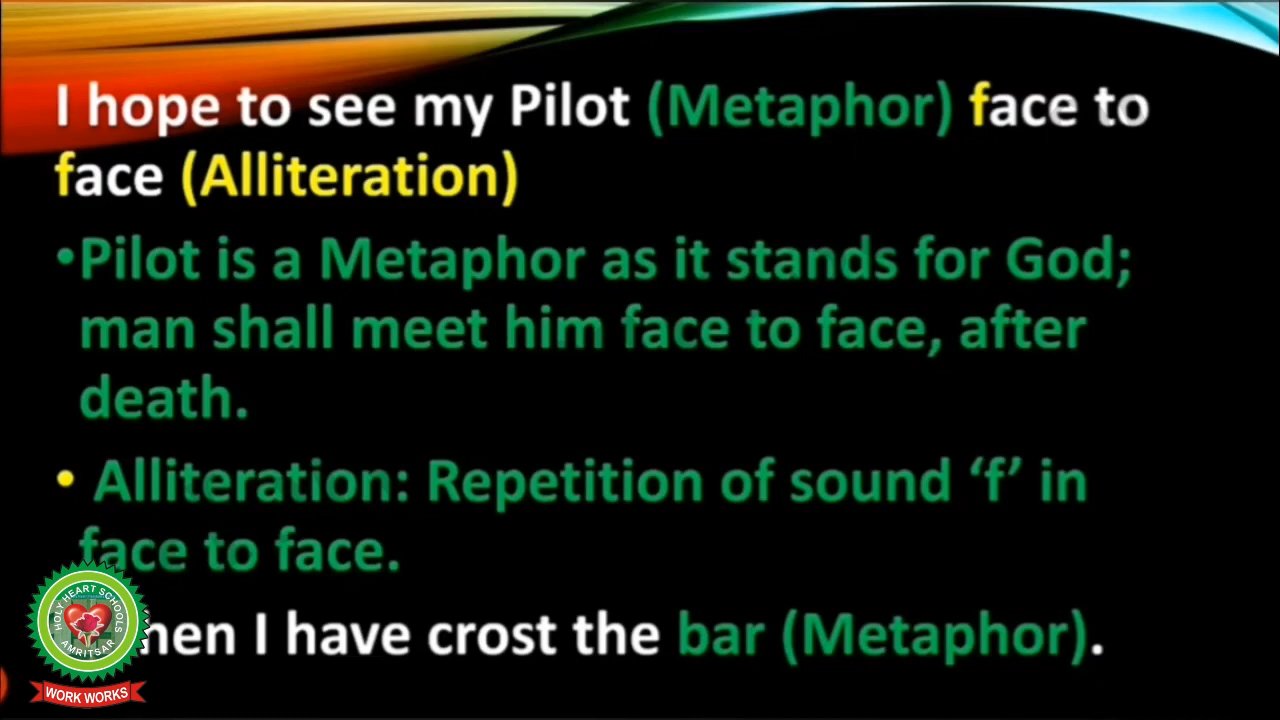 I hope to see my Pilot (Metaphor) face to
face (Alliteration)
•Pilot is a Metaphor as it stands for God;
man shall meet him face to face, after
death.
• Alliteration: Repetition of sound ‘f’ in
face to face.
hen I have crost the bar (Metaphor).
HOLY HEART SCHOOLS
AMRITSAR
WORK WORKS